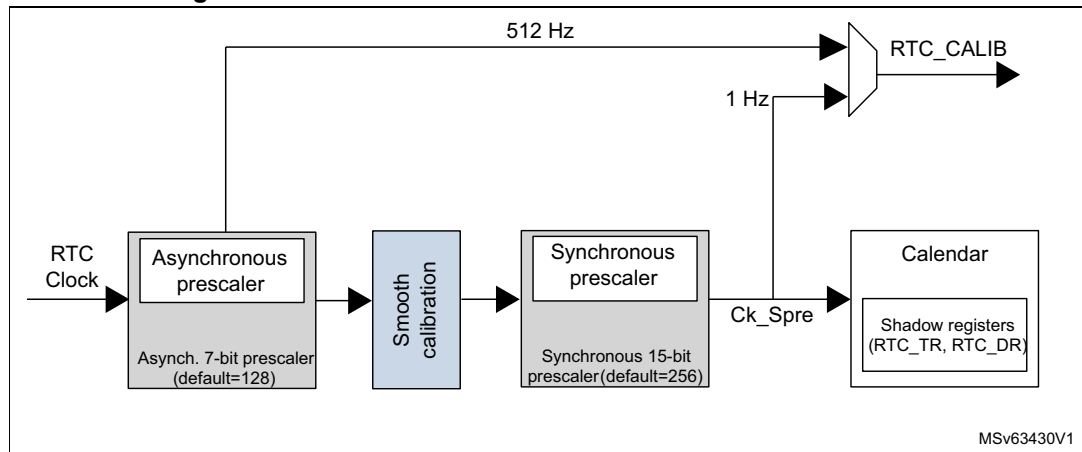 512 Hz
RTC_CALIB
1 Hz
RTC
Clock
Asynchronous
prescaler
Asynch. 7-bit prescaler
(default=128)
Smooth
calibration
Synchronous
prescaler
Synchronous 15-bit
prescaler(default=256)
Ck_Spre
Calendar
Shadow registers
(RTC_TR, RTC_DR)
MSv63430V1